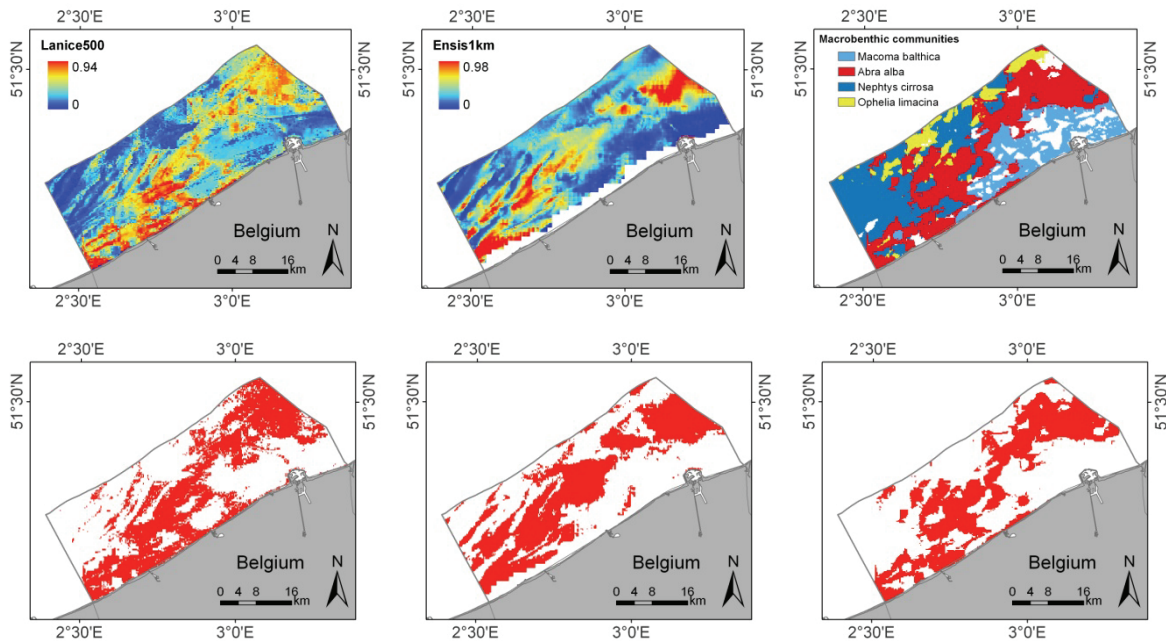 2°30'E 3°0'E
Lanice500
0.94
0
51°30'N
Belgium
N
0 4 8 16
km
2°30'E 3°0'E
2°30'E 3°0'E
Ensis1km
0.98
0
51°30'N
Belgium
N
0 4 8 16
km
2°30'E 3°0'E
2°30'E 3°0'E
Macrobenthic communities
Macoma balthica
Abra alba
Nephtys cirrosa
Ophelia limacina
51°30'N
51°30'N
Belgium
N
0 4 8 16
km
2°30'E 3°0'E
2°30'E 3°0'E
51°30'N
Belgium
N
0 4 8 16
km
2°30'E 3°0'E
2°30'E 3°0'E
51°30'N
Belgium
N
0 4 8 16
km
2°30'E 3°0'E
2°30'E 3°0'E
51°30'N
51°30'N
Belgium
N
0 4 8 16
km
2°30'E 3°0'E